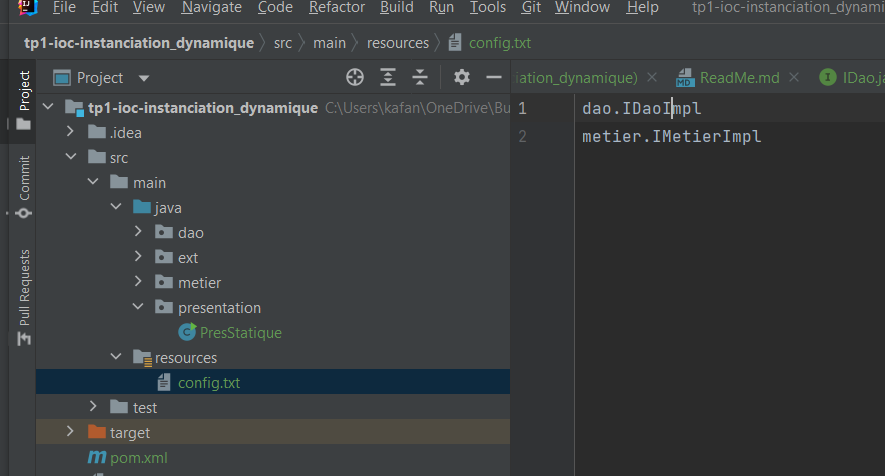 IJ
File Edit View Navigate Code Refactor Build Run Tools Git Window Help tp1-ioc-instanciation_dynami
tp1-ioc-instanciation_dynamique src main resources config.txt
Project
Commit
Pull Requests
Project
iation_dynamique) ReadMe.md I IDao.ja
MD
tp1-ioc-instanciation_dynamique C:\Users\kafan\OneDrive\Bu
.idea
src
main
java
dao
ext
metier
presentation
C PresStatique
resources
config.txt
test
target
m pom.xml
1 dao.IDaoImpl
2 metier.IMetierImpl